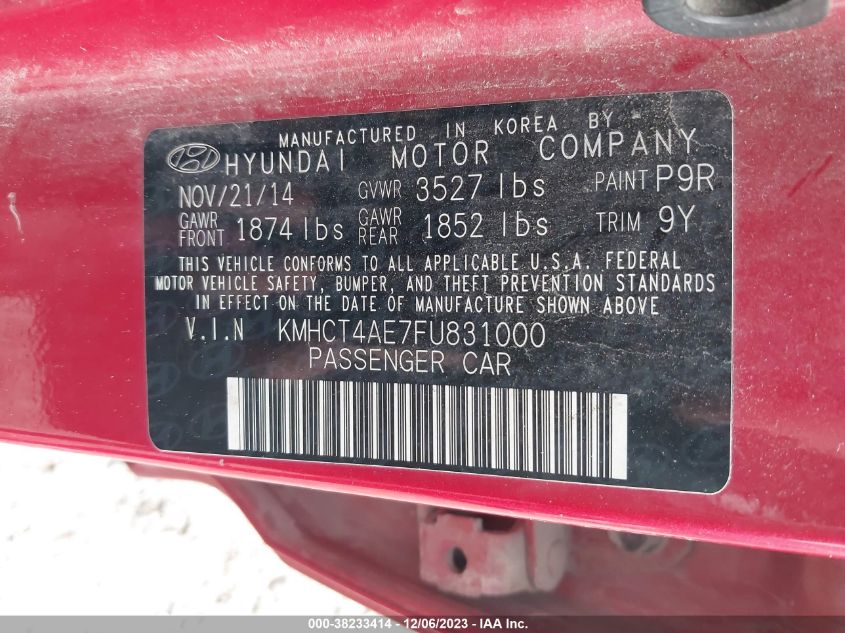 MANUFACTURED IN KOREA BY -
HYUNDAI MOTOR COMPANY
NOV/21/14 GVWR 3527 lbs PAINT P9R
GAWR FRONT 1874 lbs GAWR REAR 1852 lbs TRIM 9Y
THIS VEHICLE CONFORMS TO ALL APPLICABLE U.S.A. FEDERAL
MOTOR VEHICLE SAFETY, BUMPER, AND THEFT PREVENTION STANDARDS
IN EFFECT ON THE DATE OF MANUFACTURE SHOWN ABOVE
V.I.N KMHCT4AE7FU831000
PASSENGER CAR
000-38233414 - 12/06/2023 - IAA Inc.